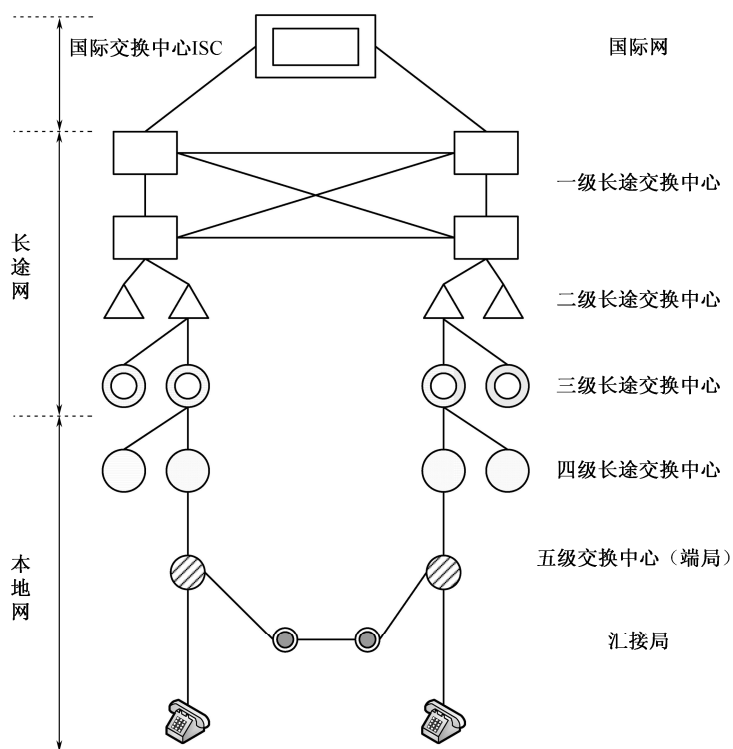 国际交换中心ISC
国际网
一级长途交换中心
长途网
二级长途交换中心
三级长途交换中心
四级长途交换中心
五级交换中心（端局）
本地网
汇接局